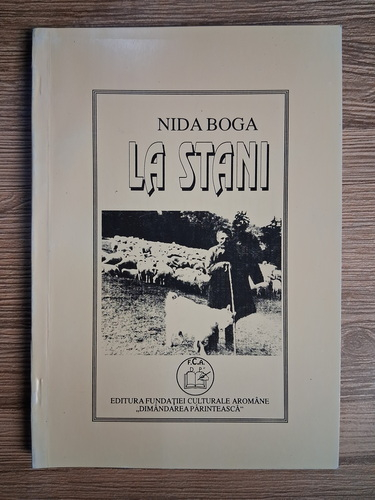 NIDA BOGA
LA STANI
F.C.A.
D P
EDITURA FUNDAŢIEI CULTURALE AROMÂNE
„DIMÂNDAREA PĂRINTEASCĂ“